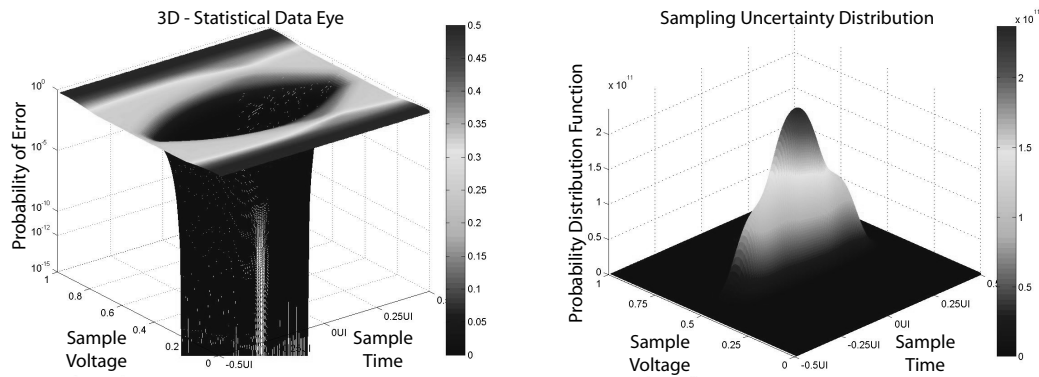 3D - Statistical Data Eye
Probability of Error
10^0
10^-5
10^-10
10^-12
10^-15
1
0.8
0.6
0.4
0.2
0
Sample
Voltage
-0.5UI
0UI
0.25UI
Sample
Time
0.5
0.45
0.4
0.35
0.3
0.25
0.2
0.15
0.1
0.05
0
Sampling Uncertainty Distribution
Probability Distribution Function
x 10^11
2
1.5
1
0.5
0
1
0.75
0.5
0.25
0
Sample
Voltage
-0.5UI
-0.25UI
0UI
0.25UI
Sample
Time
x 10^11
2
1.5
1
0.5
0